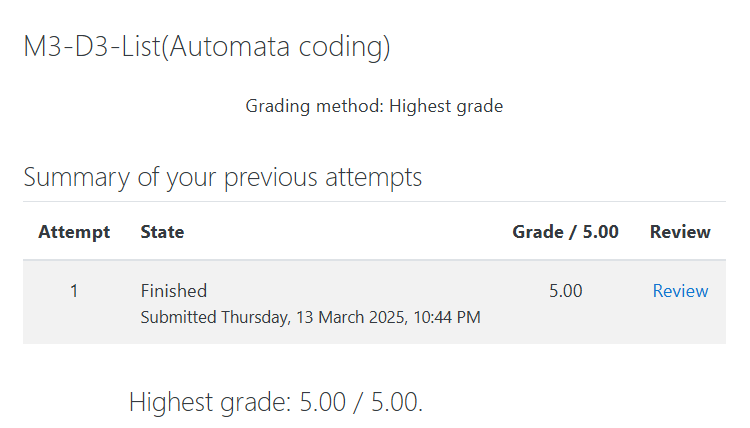 M3-D3-List(Automata coding)
Grading method: Highest grade
Summary of your previous attempts
Attempt State Grade / 5.00 Review
1 Finished 5.00 Review
Submitted Thursday, 13 March 2025, 10:44 PM
Highest grade: 5.00 / 5.00.